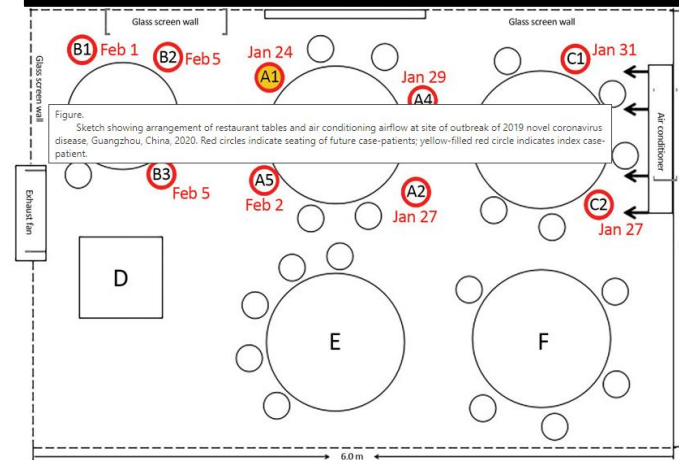 Glass screen wall
Glass screen wall
Glass screen wall
B1 Feb 1
B2 Feb 5
Jan 24
A1
Jan 29
A4
C1 Jan 31
Air conditioner
Figure.
Sketch showing arrangement of restaurant tables and air conditioning airflow at site of outbreak of 2019 novel coronavirus
disease, Guangzhou, China, 2020. Red circles indicate seating of future case-patients; yellow-filled red circle indicates index case-
patient.
Exhaust fan
B3
Feb 5
A5
Feb 2
A2
Jan 27
C2
Jan 27
D
E
F
6.0 m